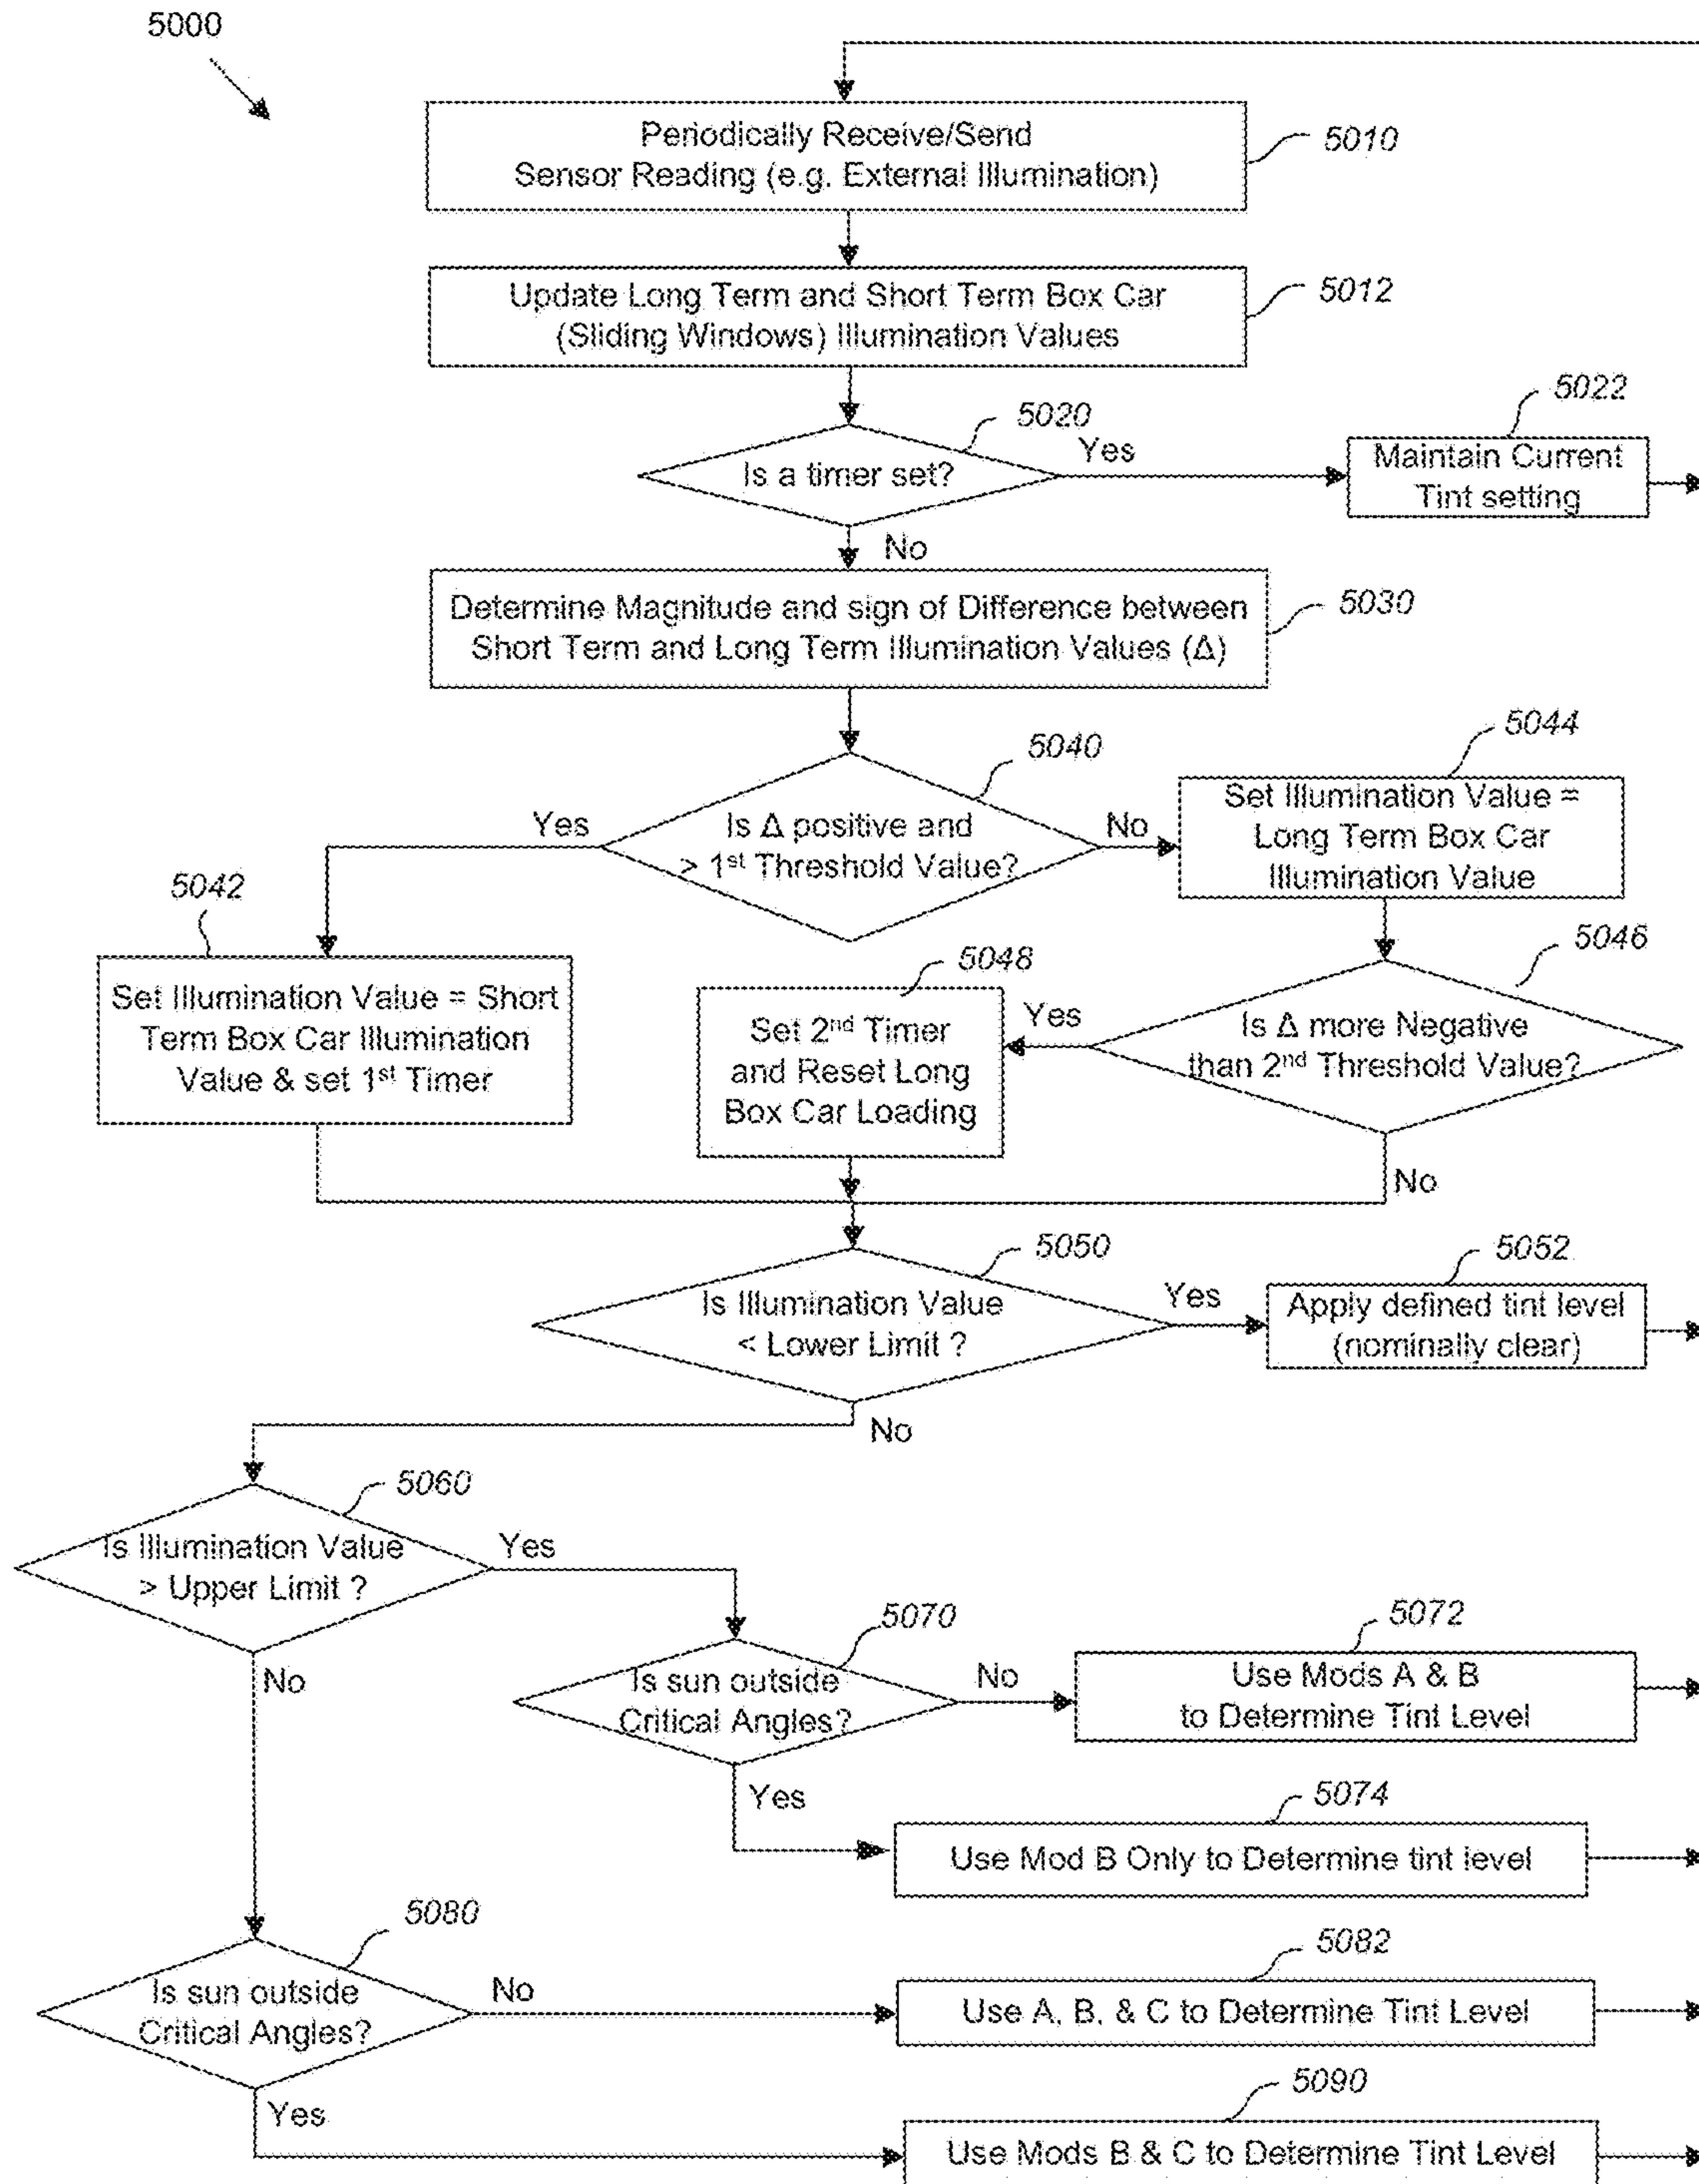 5000
Periodically Receive/Send
Sensor Reading (e.g. External Illumination)
5010
Update Long Term and Short Term Box Car
(Sliding Windows) Illumination Values
5012
5020
Is a timer set?
Yes
5022
Maintain Current
Tint setting
No
Determine Magnitude and sign of Difference between
Short Term and Long Term Illumination Values (Δ)
5030
5040
Is Δ positive and
> 1st Threshold Value?
Yes
No
5044
Set Illumination Value =
Long Term Box Car
Illumination Value
5042
Set Illumination Value = Short
Term Box Car Illumination
Value & set 1st Timer
5048
Set 2nd Timer
and Reset Long
Box Car Loading
Yes
5046
Is Δ more Negative
than 2nd Threshold Value?
No
5050
Is Illumination Value
< Lower Limit ?
Yes
5052
Apply defined tint level
(nominally clear)
No
5060
Is Illumination Value
> Upper Limit ?
Yes
No
5070
Is sun outside
Critical Angles?
No
5072
Use Mods A & B
to Determine Tint Level
Yes
5074
Use Mod B Only to Determine tint level
5080
Is sun outside
Critical Angles?
No
5082
Use A, B, & C to Determine Tint Level
Yes
5090
Use Mods B & C to Determine Tint Level